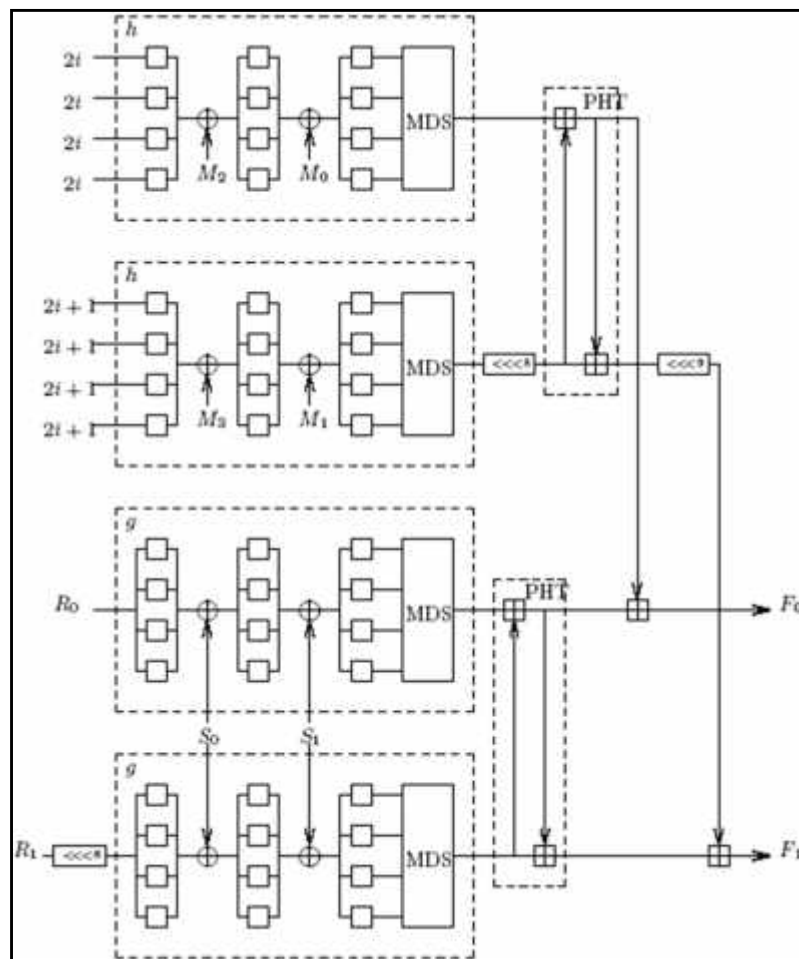 h
2i
2i
2i
2i
M₂
M₀
MDS
PHT
h
2i + 1
2i + 1
2i + 1
2i + 1
M₃
M₁
MDS
<<<8
<<<9
g
R₀
MDS
PHT
F₀
S₀
S₁
g
R₁
<<<8
MDS
F₁